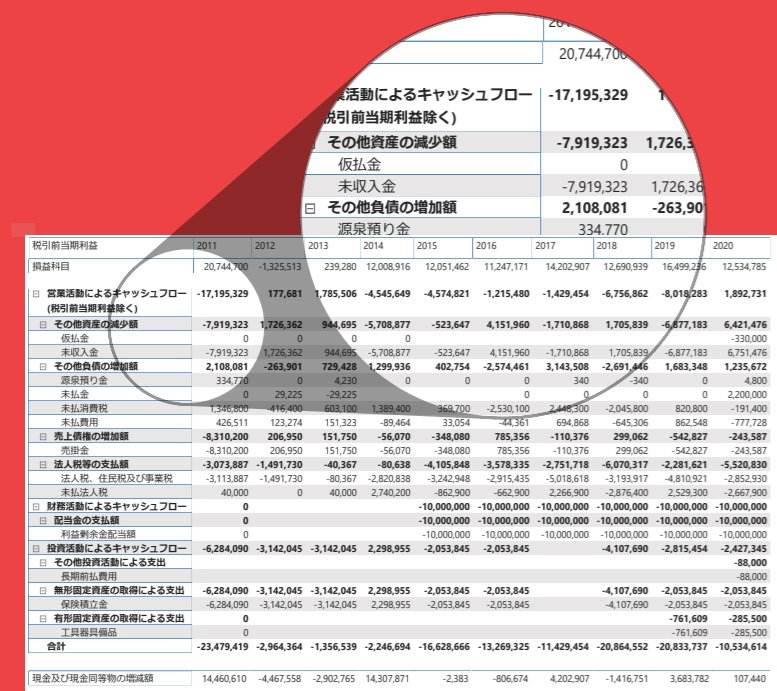 201
20,744,700
業活動によるキャッシュフロー -17,195,329 1
税引前当期利益除く)
その他資産の減少額 -7,919,323 1,726,3
仮払金 0
未収入金 -7,919,323 1,726,36
その他負債の増加額 2,108,081 -263,90
源泉預り金 334,770
税引前当期利益 2011 2012 2013 2014 2015 2016 2017 2018 2019 2020
損益科目 20,744,700 -1,325,513 239,280 12,008,916 12,051,462 11,247,171 14,202,907 12,690,939 16,499,236 12,534,785
営業活動によるキャッシュフロー -17,195,329 177,681 1,785,506 -4,545,649 -4,574,821 -1,215,480 -1,429,454 -6,756,862 -8,018,283 1,892,731
(税引前当期利益除く)
その他資産の減少額 -7,919,323 1,726,362 944,695 -5,708,877 -523,647 4,151,960 -1,710,868 1,705,839 -6,877,183 6,421,476
仮払金 0 0 0 0 -330,000
未収入金 -7,919,323 1,726,362 944,695 -5,708,877 -523,647 4,151,960 -1,710,868 1,705,839 -6,877,183 6,751,476
その他負債の増加額 2,108,081 -263,901 729,428 1,299,936 402,754 -2,574,461 3,143,508 -2,691,446 1,683,348 1,235,672
源泉預り金 334,770 0 4,230 0 0 0 340 -340 0 4,800
未払金 0 29,225 -29,225 2,200,000
未払消費税 1,346,800 -416,400 603,100 1,389,400 369,700 -2,530,100 2,448,300 -2,045,800 820,800 -191,400
未払費用 426,511 123,274 151,323 -89,464 33,054 -44,361 694,868 -645,306 862,548 -777,728
売上債権の増加額 -8,310,200 206,950 151,750 -56,070 -348,080 785,356 -110,376 299,062 -542,827 -243,587
売掛金 -8,310,200 206,950 151,750 -56,070 -348,080 785,356 -110,376 299,062 -542,827 -243,587
法人税等の支払額 -3,073,887 -1,491,730 -40,367 -80,638 -4,105,848 -3,578,335 -2,751,718 -6,070,317 -2,281,621 -5,520,830
法人税、住民税及び事業税 -3,113,887 -1,491,730 -80,367 -2,820,838 -3,242,948 -2,915,435 -5,018,618 -3,193,917 -4,810,921 -2,852,930
未払法人税 40,000 0 40,000 2,740,200 -862,900 -662,900 2,266,900 -2,876,400 2,529,300 -2,667,900
財務活動によるキャッシュフロー 0 -10,000,000 -10,000,000 -10,000,000 -10,000,000 -10,000,000 -10,000,000
配当金の支払額 0 -10,000,000 -10,000,000 -10,000,000 -10,000,000 -10,000,000 -10,000,000
利益剰余金配当額 0 -10,000,000 -10,000,000 -10,000,000 -10,000,000 -10,000,000 -10,000,000
投資活動によるキャッシュフロー -6,284,090 -3,142,045 -3,142,045 2,298,955 -2,053,845 -2,053,845 -4,107,690 -2,815,454 -2,427,345
その他投資活動による支出 -88,000
長期前払費用 -88,000
無形固定資産の取得による支出 -6,284,090 -3,142,045 -3,142,045 2,298,955 -2,053,845 -2,053,845 -4,107,690 -2,053,845 -2,053,845
保険積立金 -6,284,090 -3,142,045 -3,142,045 2,298,955 -2,053,845 -2,053,845 -4,107,690 -2,053,845 -2,053,845
有形固定資産の取得による支出 0 -761,609 -285,500
工具器具備品 0 -761,609 -285,500
合計 -23,479,419 -2,964,364 -1,356,539 -2,246,694 -16,628,666 -13,269,325 -11,429,454 -20,864,552 -20,833,737 -10,534,614
現金及び現金同等物の増減額 14,460,610 -4,467,558 -2,902,765 14,307,871 -2,383 -806,674 4,202,907 -1,416,751 3,683,782 107,440